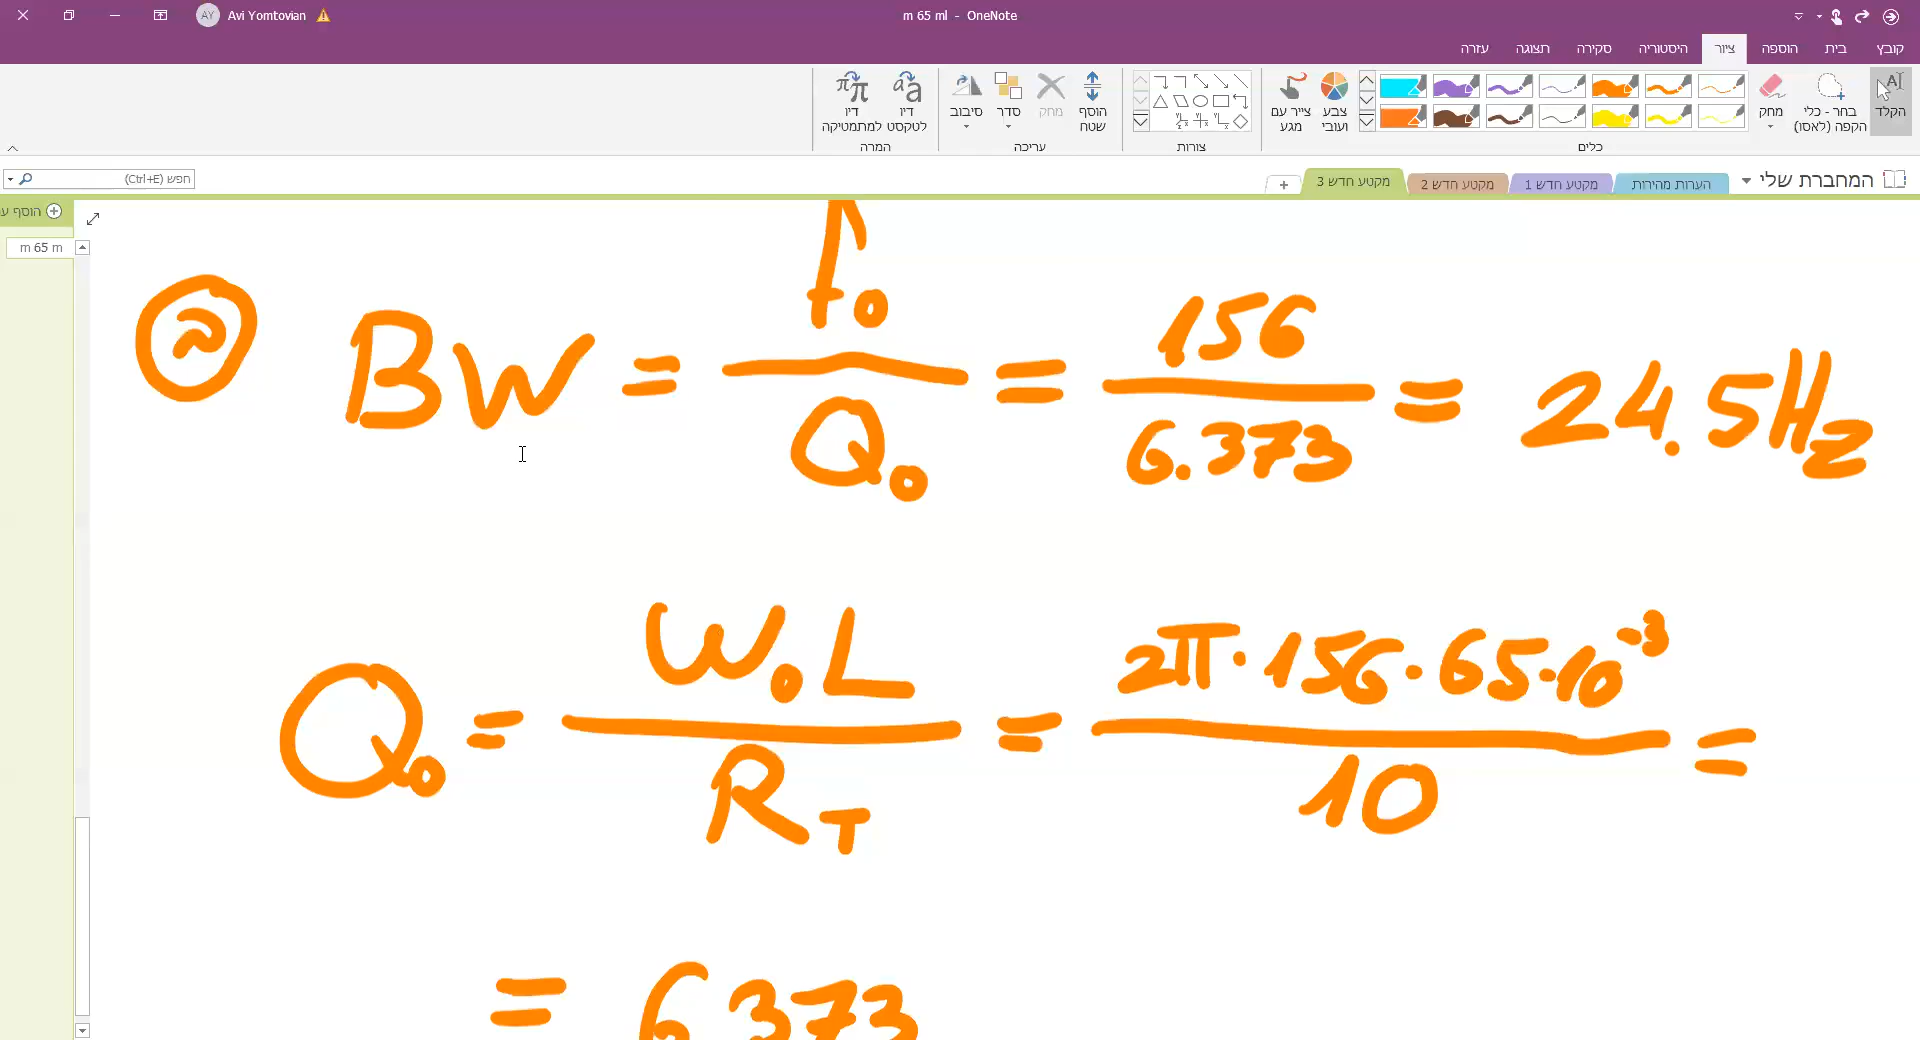 AY Avi Yomtovian
m 65 ml - OneNote
קובץ בית הוספה ציור היסטוריה סקירה תצוגה עזרה
הקלד
בחר - כלי הקפה (לאסו)
מחק
כלים
צבע ועובי
צייר עם מגע
צורות
הוסף שטח
מחק
סדר
סיבוב
עריכה
דיו לטקסט
דיו למתמטיקה
המרה
המחברת שלי
הערות מהירות
מקטע חדש 1
מקטע חדש 2
מקטע חדש 3
+
חפש (Ctrl+E)
הוסף ע
m 65 m
BW = f₀ / Q₀ = 156 / 6.373 = 24.5Hz
Q₀ = W₀L / R_T = 2π·156·65·10⁻³ / 10 =
= 6.373